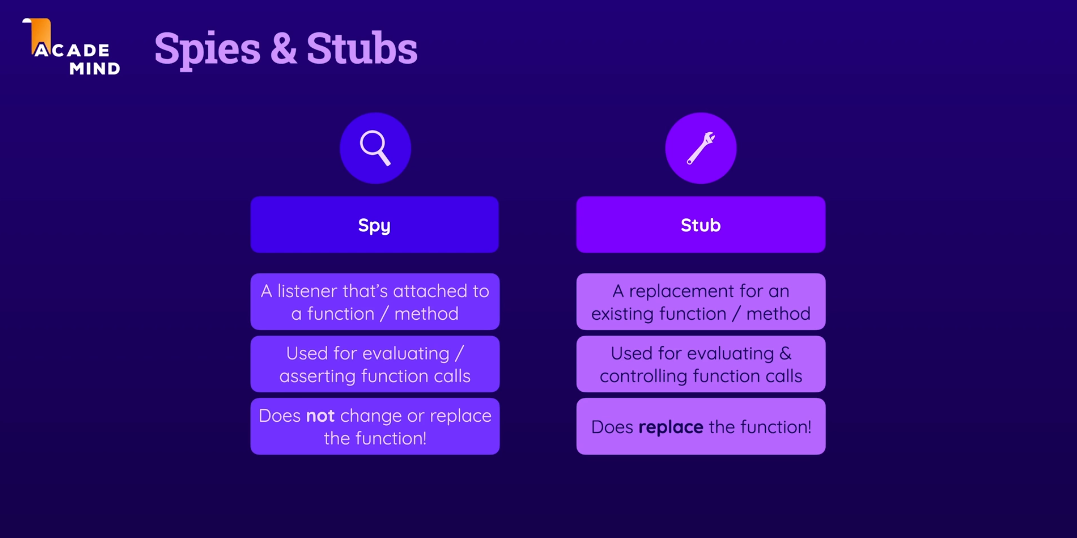 ACADE
MIND
Spies & Stubs
Spy
A listener that's attached to
a function / method
Used for evaluating /
asserting function calls
Does not change or replace
the function!
Stub
A replacement for an
existing function / method
Used for evaluating &
controlling function calls
Does replace the function!